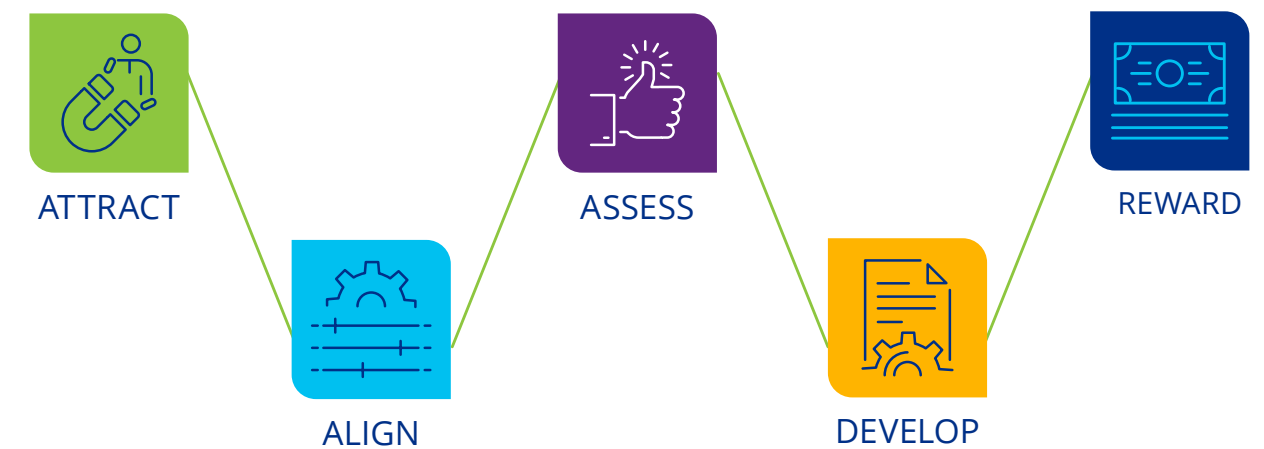 ATTRACT
ALIGN
ASSESS
DEVELOP
REWARD